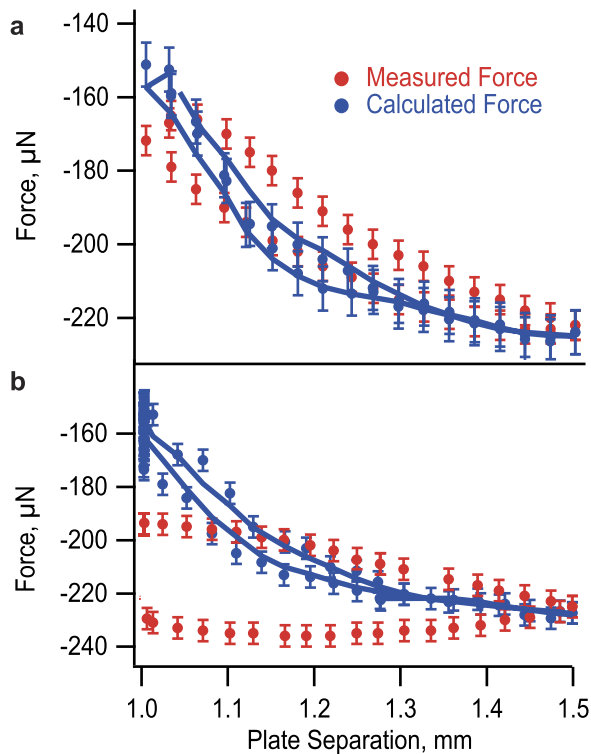 a
-140
-160
-180
-200
-220
Force, µN
Measured Force
Calculated Force
b
-160
-180
-200
-220
-240
Force, µN
1.0 1.1 1.2 1.3 1.4 1.5
Plate Separation, mm